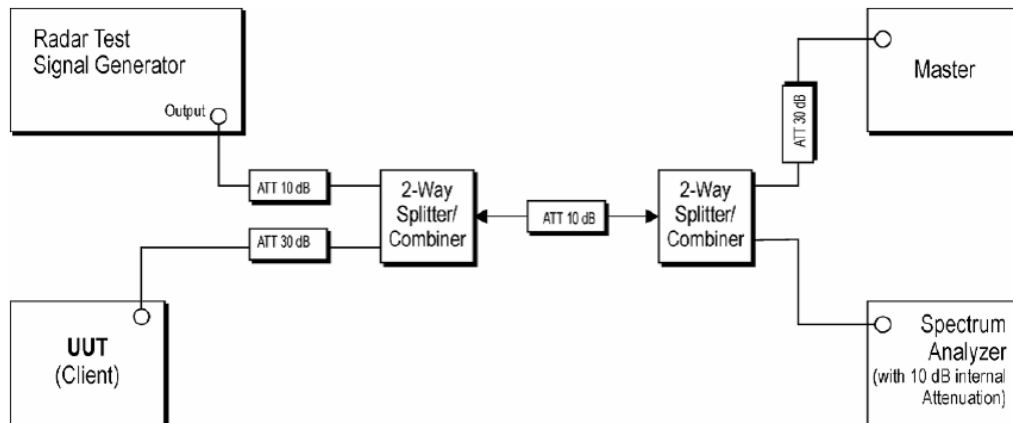 Radar Test
Signal Generator
Output
ATT 10 dB
2-Way
Splitter/
Combiner
ATT 30 dB
UUT
(Client)
ATT 10 dB
2-Way
Splitter/
Combiner
ATT 30 dB
Master
Spectrum
Analyzer
(with 10 dB internal
Attenuation)